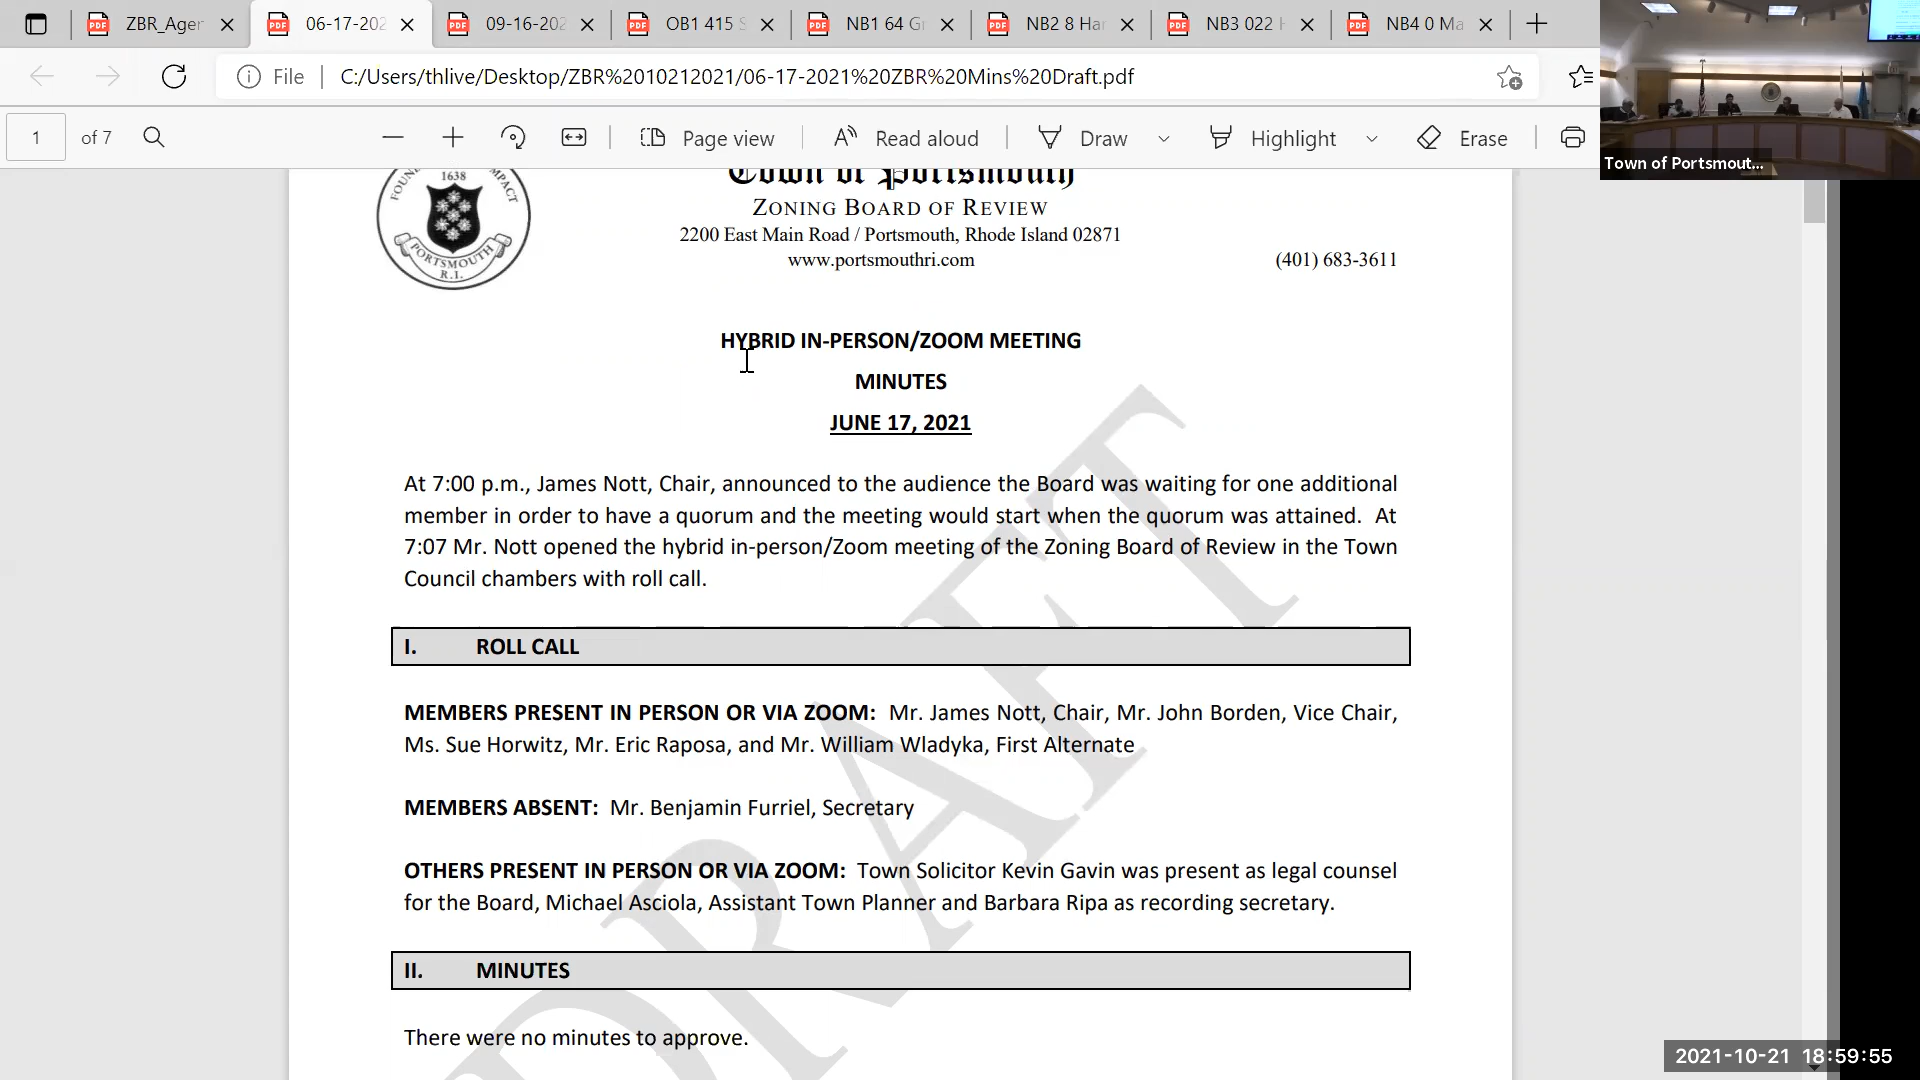 ZBR_Ager
06-17-202
09-16-202
OB1 415 S
NB1 64 G
NB2 8 Har
NB3 022 H
NB4 0 Ma
File
C:/Users/thlive/Desktop/ZBR%2010212021/06-17-2021%20ZBR%20Mins%20Draft.pdf
1 of 7
Page view
Read aloud
Draw
Highlight
Erase
Town of Portsmout...
1638
PORTSMOUTH
R.I.
Town of Portsmouth
ZONING BOARD OF REVIEW
2200 East Main Road / Portsmouth, Rhode Island 02871
www.portsmouthri.com
(401) 683-3611
HYBRID IN-PERSON/ZOOM MEETING
MINUTES
JUNE 17, 2021
At 7:00 p.m., James Nott, Chair, announced to the audience the Board was waiting for one additional
member in order to have a quorum and the meeting would start when the quorum was attained. At
7:07 Mr. Nott opened the hybrid in-person/Zoom meeting of the Zoning Board of Review in the Town
Council chambers with roll call.
I. ROLL CALL
MEMBERS PRESENT IN PERSON OR VIA ZOOM: Mr. James Nott, Chair, Mr. John Borden, Vice Chair,
Ms. Sue Horwitz, Mr. Eric Raposa, and Mr. William Wladyka, First Alternate
MEMBERS ABSENT: Mr. Benjamin Furriel, Secretary
OTHERS PRESENT IN PERSON OR VIA ZOOM: Town Solicitor Kevin Gavin was present as legal counsel
for the Board, Michael Asciola, Assistant Town Planner and Barbara Ripa as recording secretary.
II. MINUTES
There were no minutes to approve.
DRAFT
2021-10-21 18:59:55